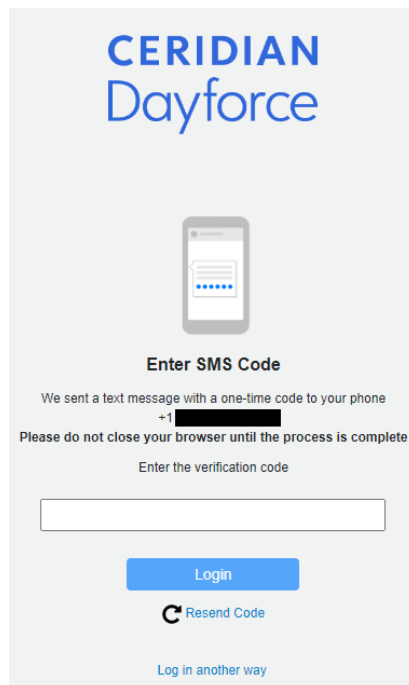 CERIDIAN
Dayforce
Enter SMS Code
We sent a text message with a one-time code to your phone
+1
Please do not close your browser until the process is complete
Enter the verification code
Login
Resend Code
Log in another way